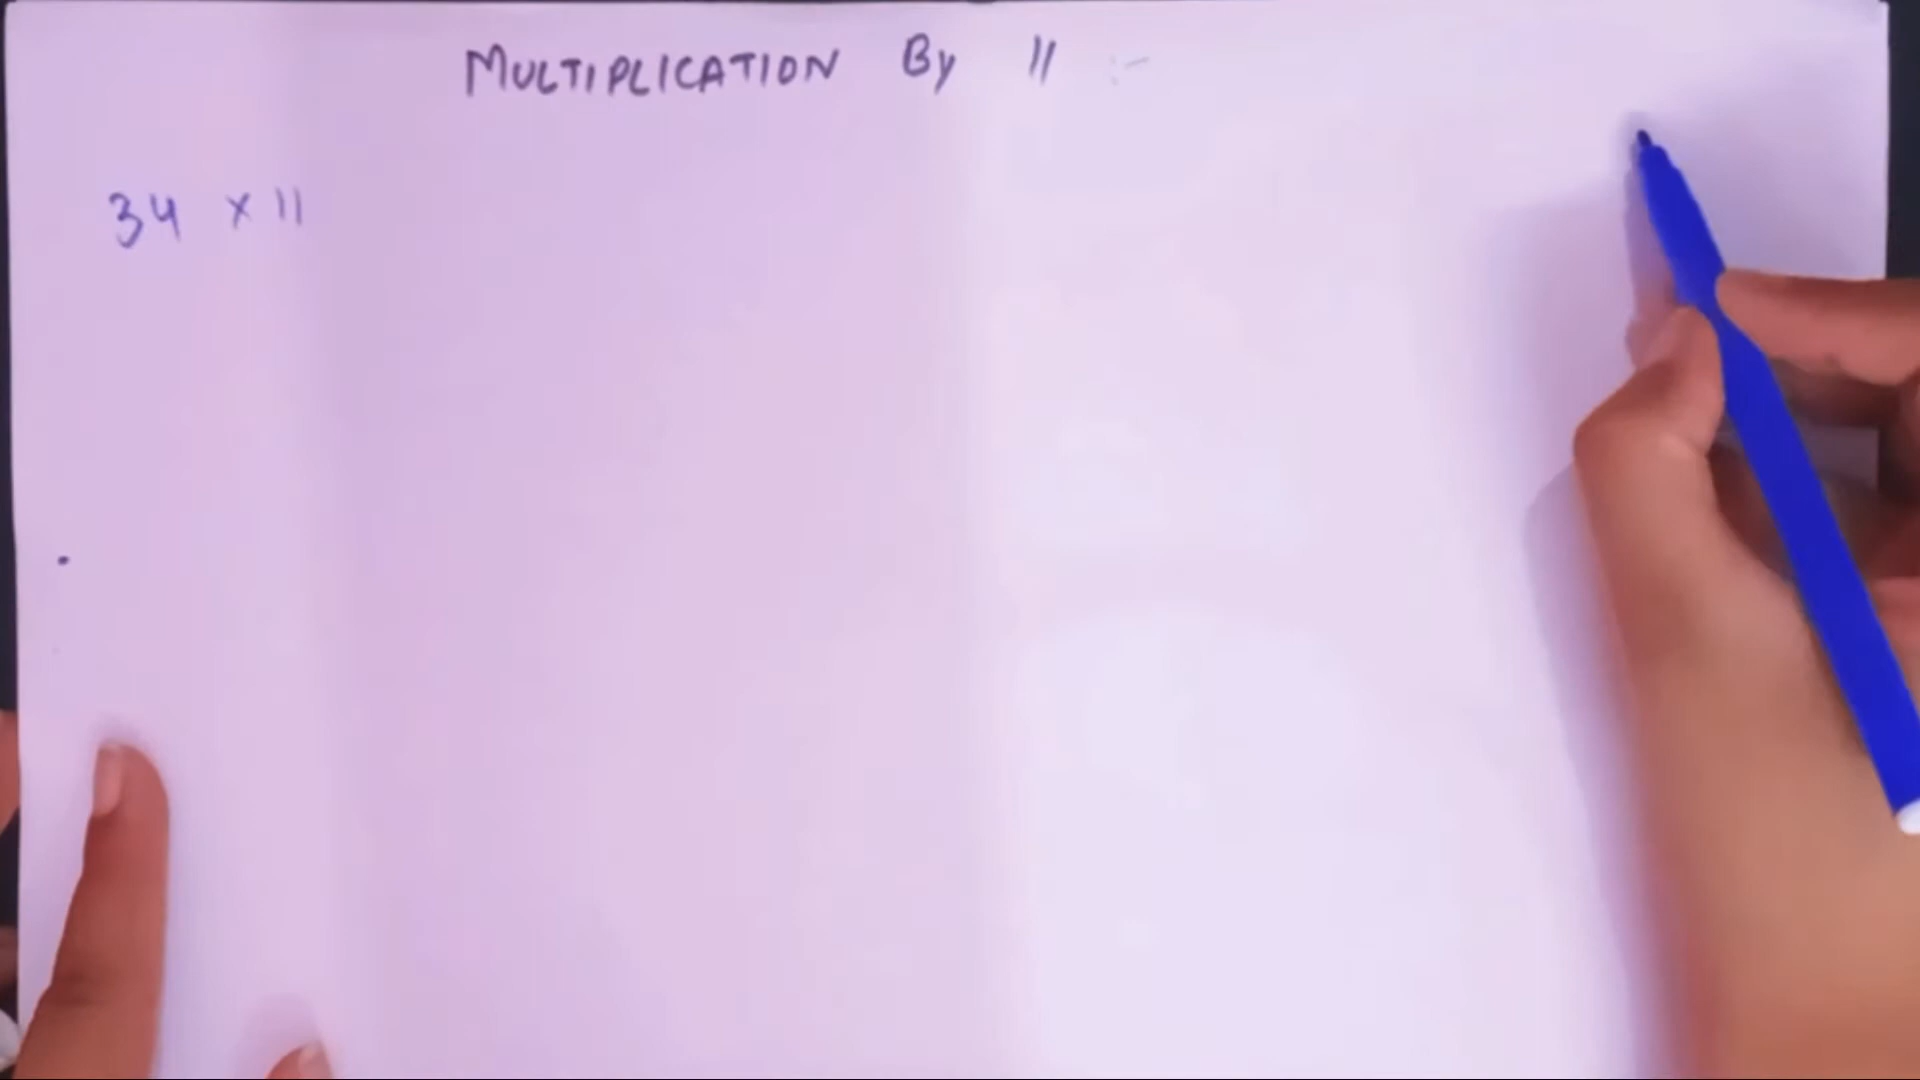 MULTIPLICATION By 11 :-
34 × 11